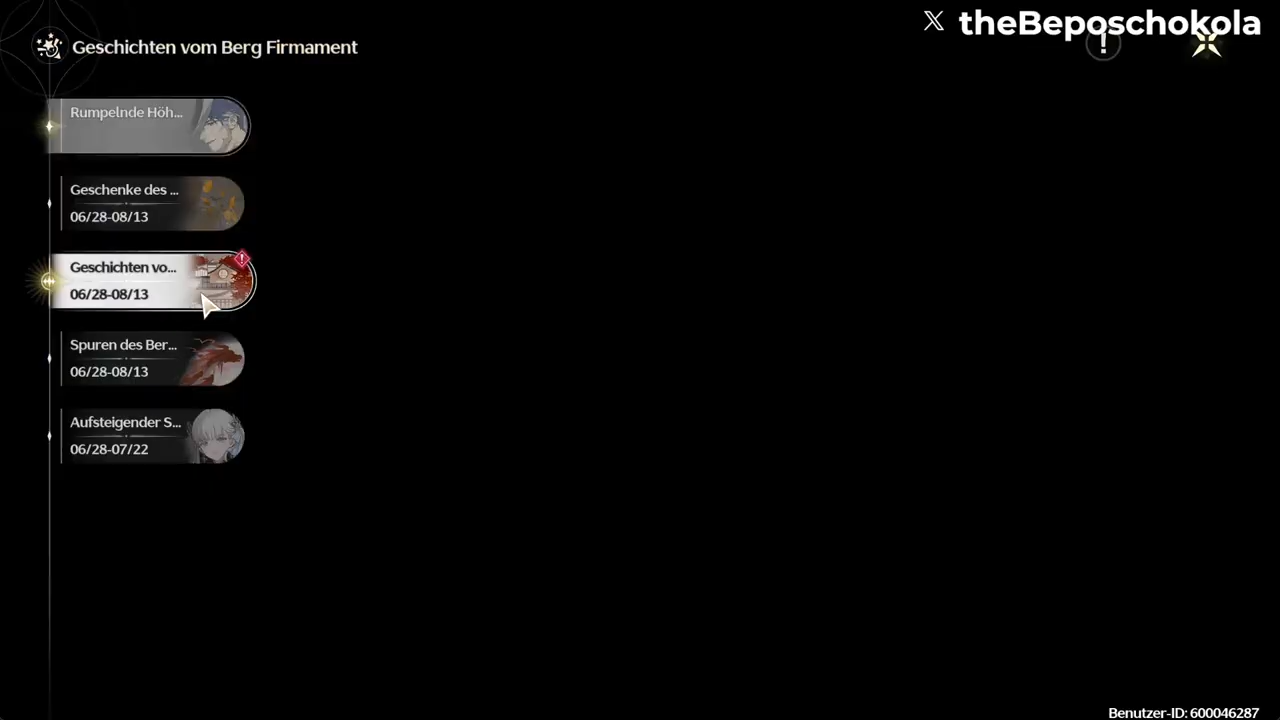 𝕏 theBeposchokola
Geschichten vom Berg Firmament
Rumpelnde Höh...
Geschenke des ...
06/28-08/13
Geschichten vo...
06/28-08/13
Spuren des Ber...
06/28-08/13
Aufsteigender S...
06/28-07/22
Benutzer-ID: 600046287